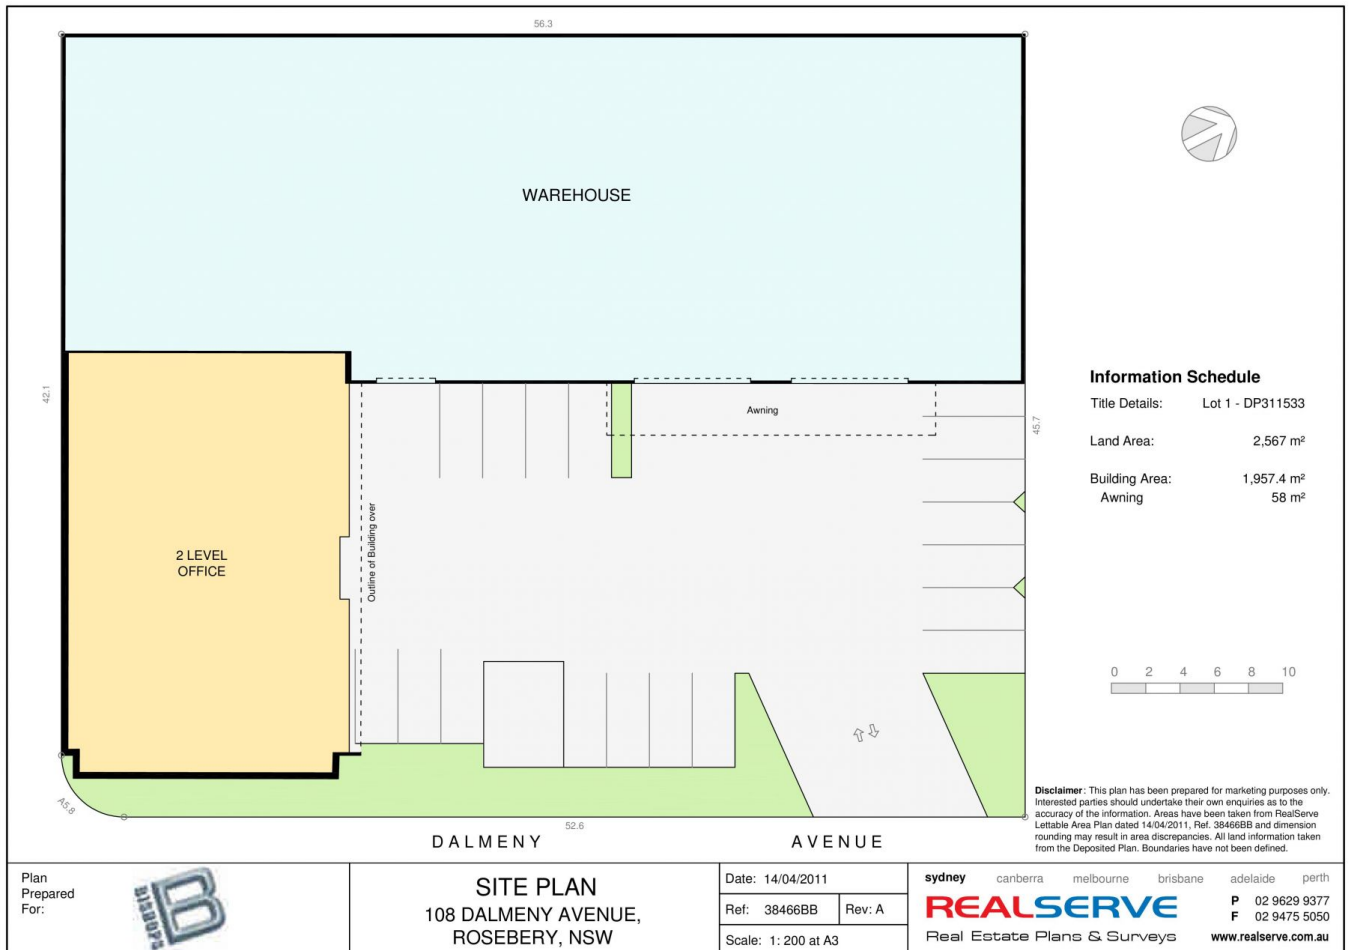 56.3
WAREHOUSE
42.1
45.7
Awning
Outline of Building over
2 LEVEL
OFFICE
A5.8
52.6
DALMENY AVENUE
Information Schedule
Title Details: Lot 1 - DP311533
Land Area: 2,567 m²
Building Area: 1,957.4 m²
Awning 58 m²
0 2 4 6 8 10
Disclaimer: This plan has been prepared for marketing purposes only.
Interested parties should undertake their own enquiries as to the
accuracy of the information. Areas have been taken from RealServe
Lettable Area Plan dated 14/04/2011, Ref. 38466BB and dimension
rounding may result in area discrepancies. All land information taken
from the Deposited Plan. Boundaries have not been defined.
Plan
Prepared
For:
B
BISHOPS
SITE PLAN
108 DALMENY AVENUE,
ROSEBERY, NSW
Date: 14/04/2011
Ref: 38466BB Rev: A
Scale: 1: 200 at A3
sydney canberra melbourne brisbane adelaide perth
REALSERVE
Real Estate Plans & Surveys
P 02 9629 9377
F 02 9475 5050
www.realserve.com.au